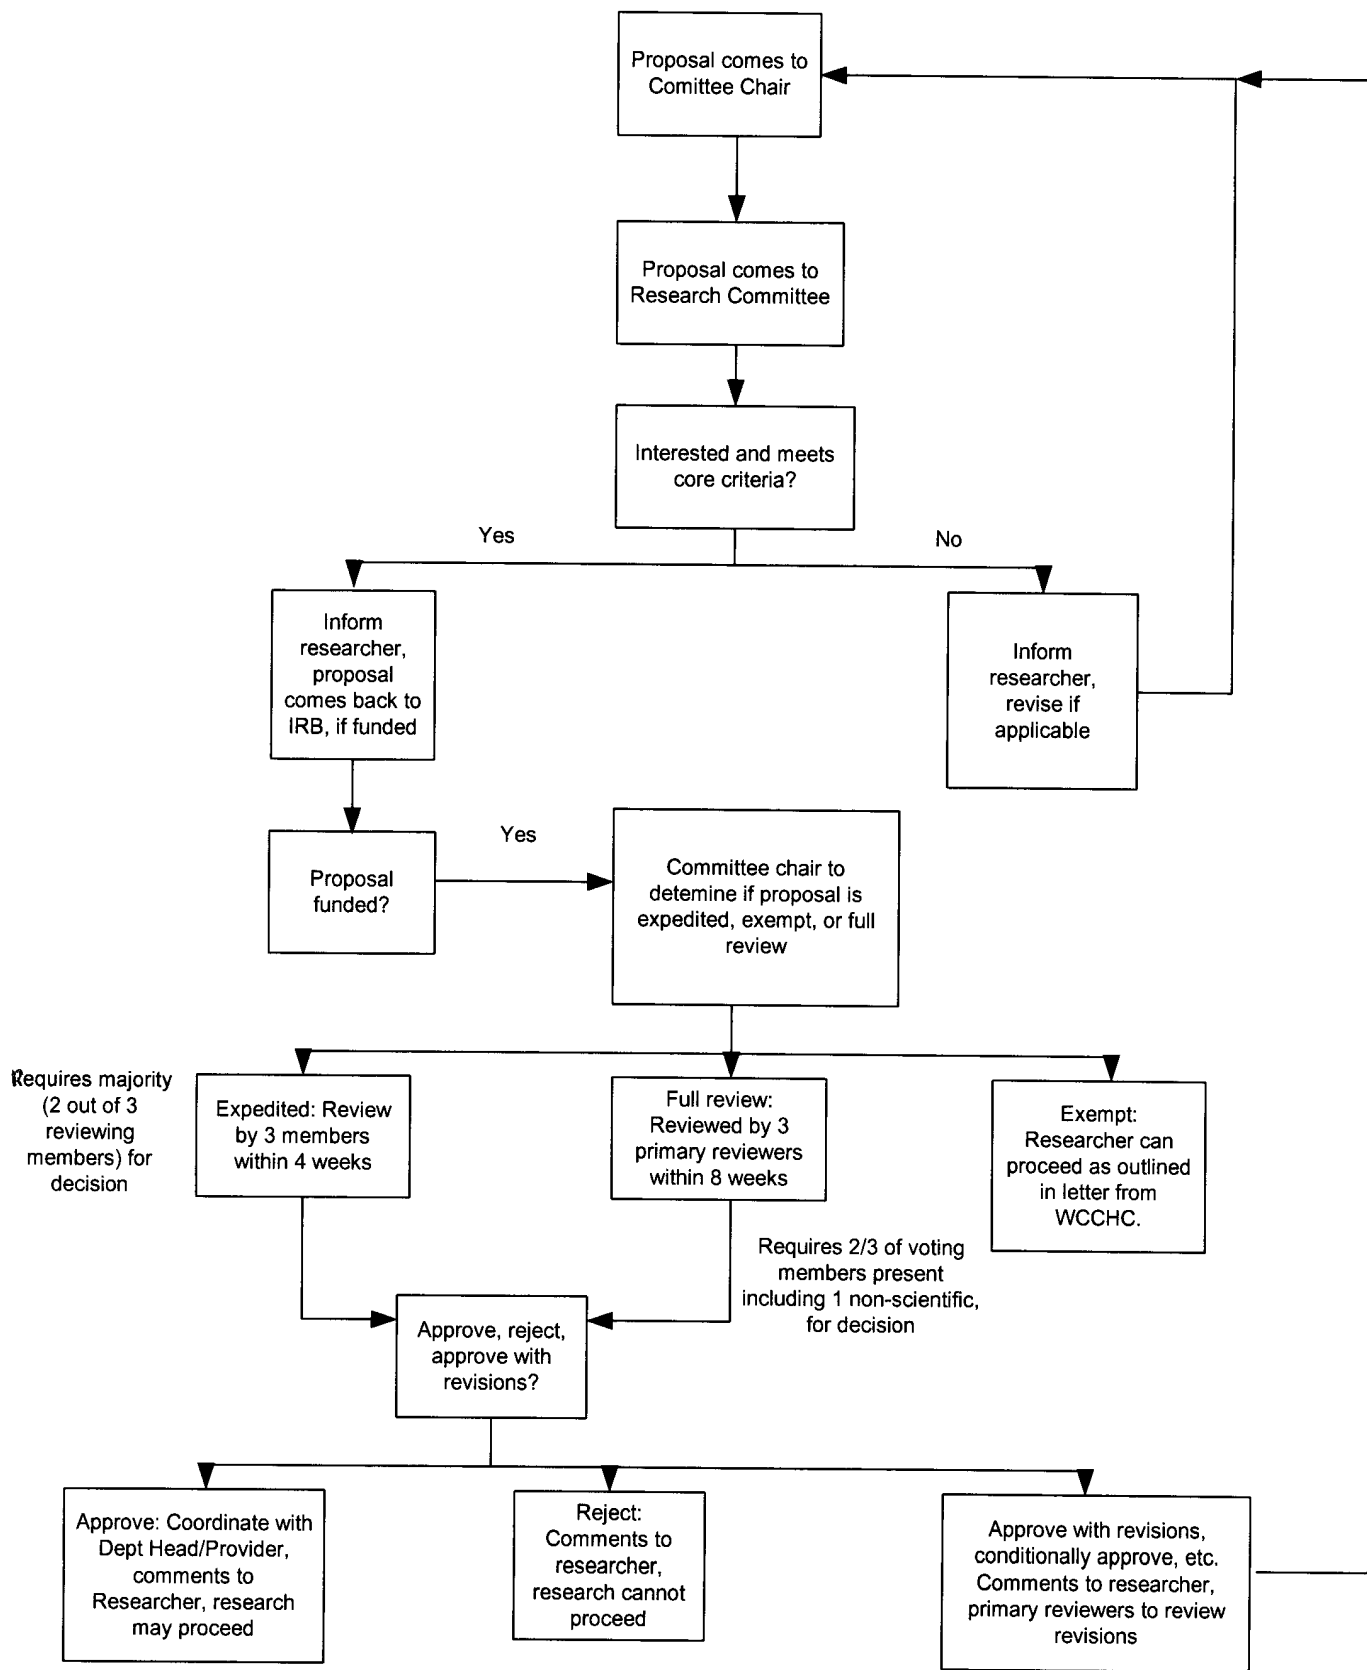 Proposal comes to
Comittee Chair
Proposal comes to
Research Committee
Interested and meets
core criteria?
Yes
No
Inform
researcher,
proposal
comes back to
IRB, if funded
Inform
researcher,
revise if
applicable
Proposal
funded?
Yes
Committee chair to
detemine if proposal is
expedited, exempt, or full
review
Requires majority
(2 out of 3
reviewing
members) for
decision
Expedited: Review
by 3 members
within 4 weeks
Full review:
Reviewed by 3
primary reviewers
within 8 weeks
Exempt:
Researcher can
proceed as outlined
in letter from
WCCHC.
Requires 2/3 of voting
members present
including 1 non-scientific,
for decision
Approve, reject,
approve with
revisions?
Approve: Coordinate with
Dept Head/Provider,
comments to
Researcher, research
may proceed
Reject:
Comments to
researcher,
research cannot
proceed
Approve with revisions,
conditionally approve, etc.
Comments to researcher,
primary reviewers to review
revisions